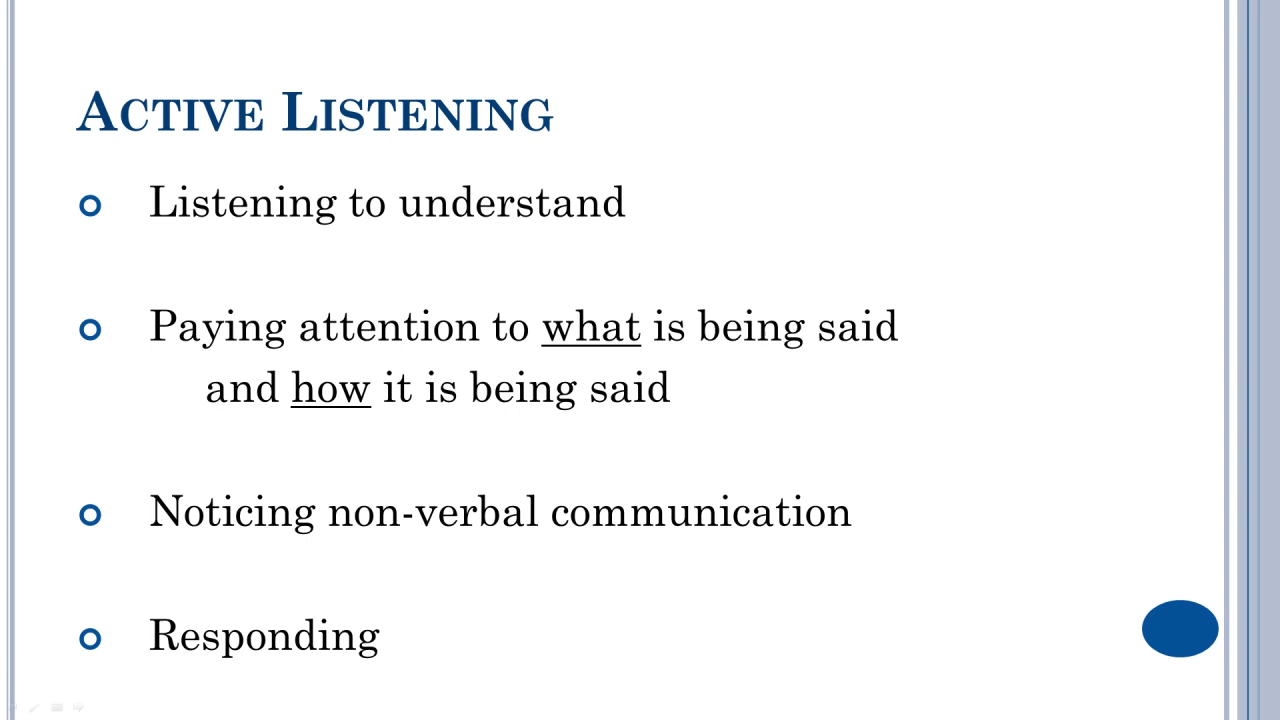 Active Listening
Listening to understand
Paying attention to what is being said
and how it is being said
Noticing non-verbal communication
Responding